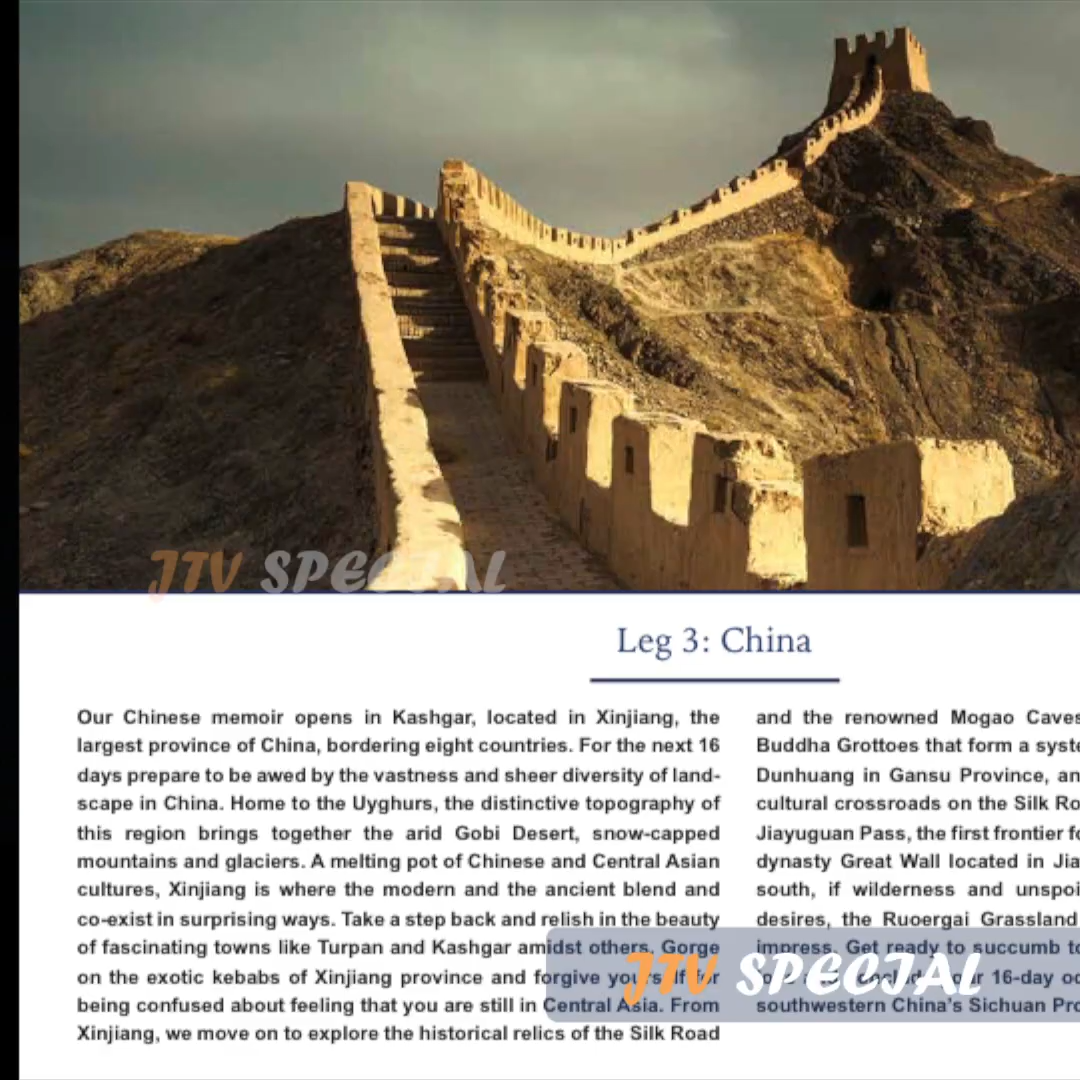 JTV SPECIAL
Leg 3: China
Our Chinese memoir opens in Kashgar, located in Xinjiang, the
largest province of China, bordering eight countries. For the next 16
days prepare to be awed by the vastness and sheer diversity of land-
scape in China. Home to the Uyghurs, the distinctive topography of
this region brings together the arid Gobi Desert, snow-capped
mountains and glaciers. A melting pot of Chinese and Central Asian
cultures, Xinjiang is where the modern and the ancient blend and
co-exist in surprising ways. Take a step back and relish in the beauty
of fascinating towns like Turpan and Kashgar amidst others. Gorge
on the exotic kebabs of Xinjiang province and forgive yourself for
being confused about feeling that you are still in Central Asia. From
Xinjiang, we move on to explore the historical relics of the Silk Road
and the renowned Mogao Caves
Buddha Grottoes that form a syste
Dunhuang in Gansu Province, an
cultural crossroads on the Silk Ro
Jiayuguan Pass, the first frontier fo
dynasty Great Wall located in Jia
south, if wilderness and unspoi
desires, the Ruoergai Grassland
impress. Get ready to succumb to
16-day
southwestern China's Sichuan Pro
JTV SPECIAL